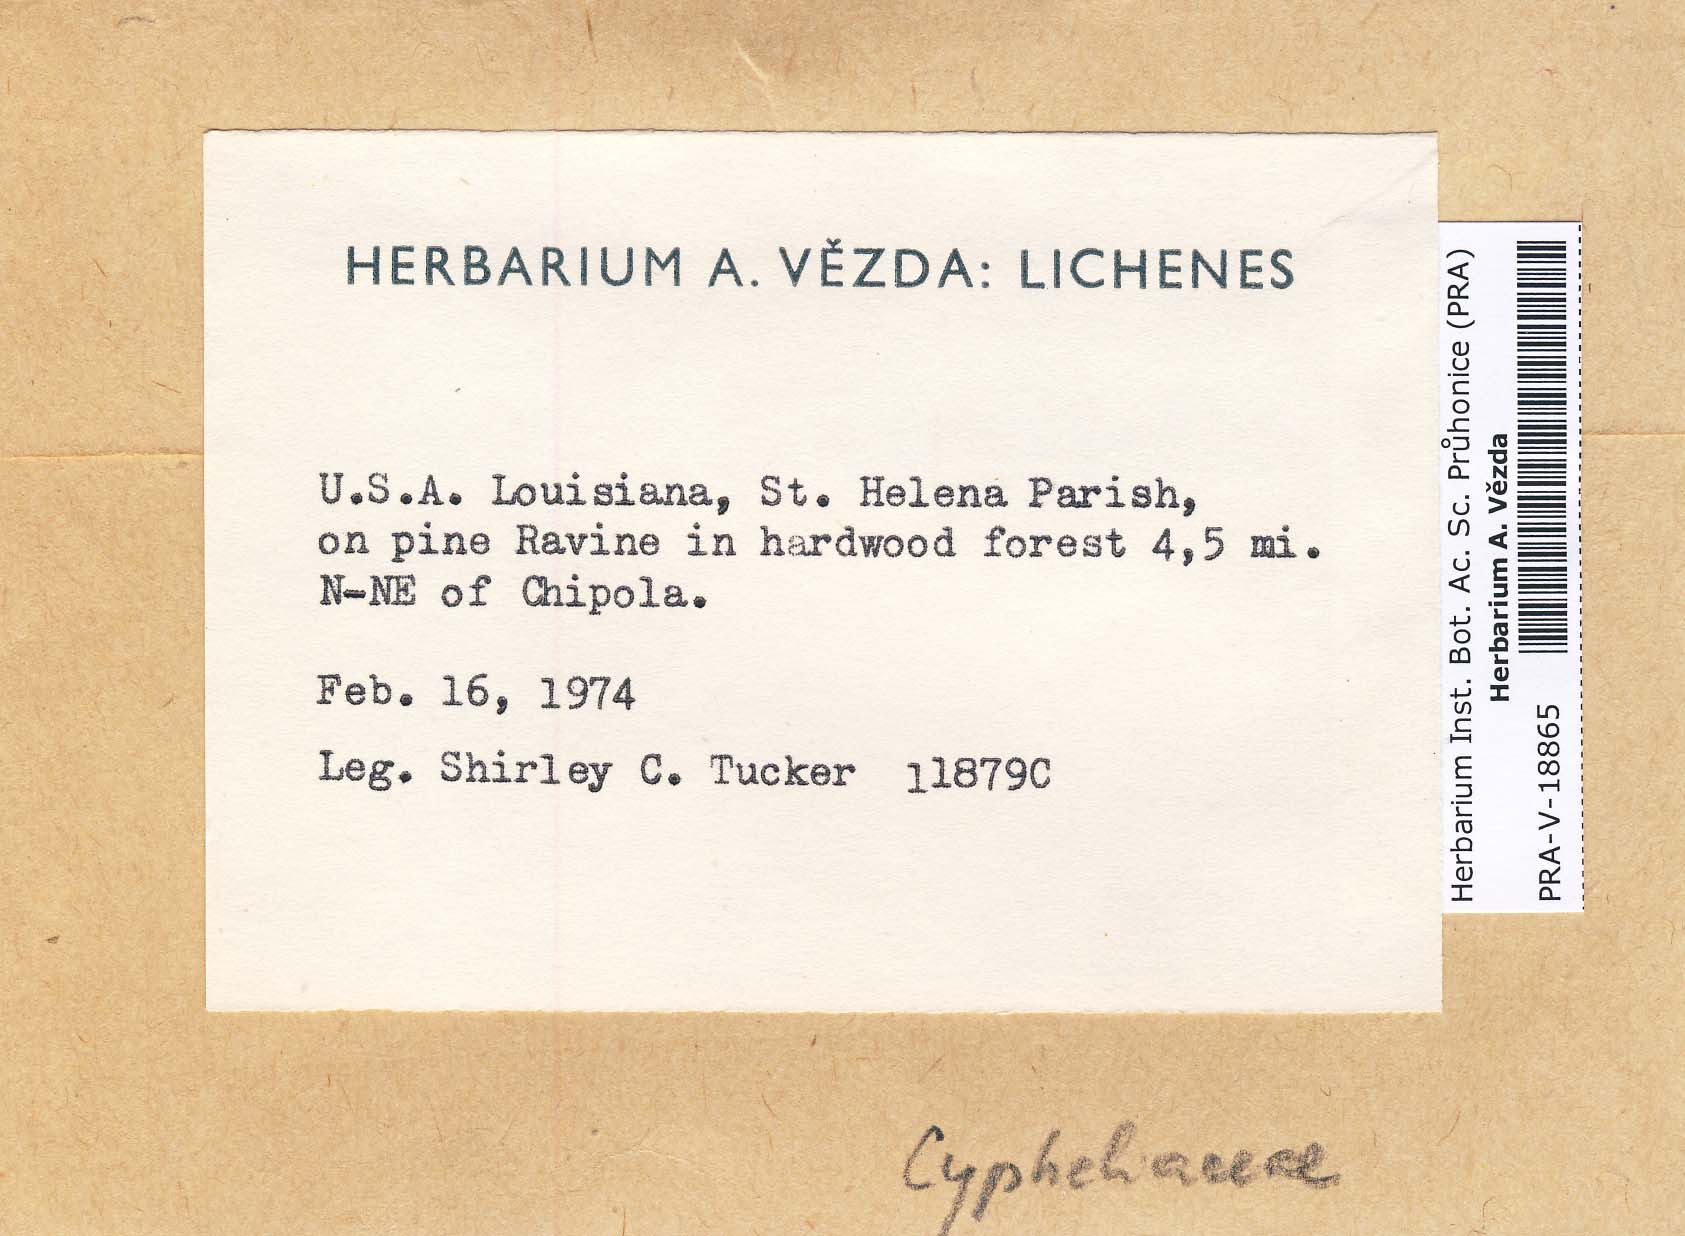 HERBARIUM A. VĚZDA: LICHENES
U.S.A. Louisiana, St. Helena Parish,
on pine Ravine in hardwood forest 4,5 mi.
N-NE of Chipola.
Feb. 16, 1974
Leg. Shirley C. Tucker 11879C
Herbarium Inst. Bot. Ac. Sc. Průhonice (PRA)
Herbarium A. Vězda
PRA-V-18865
Cypheliaceae